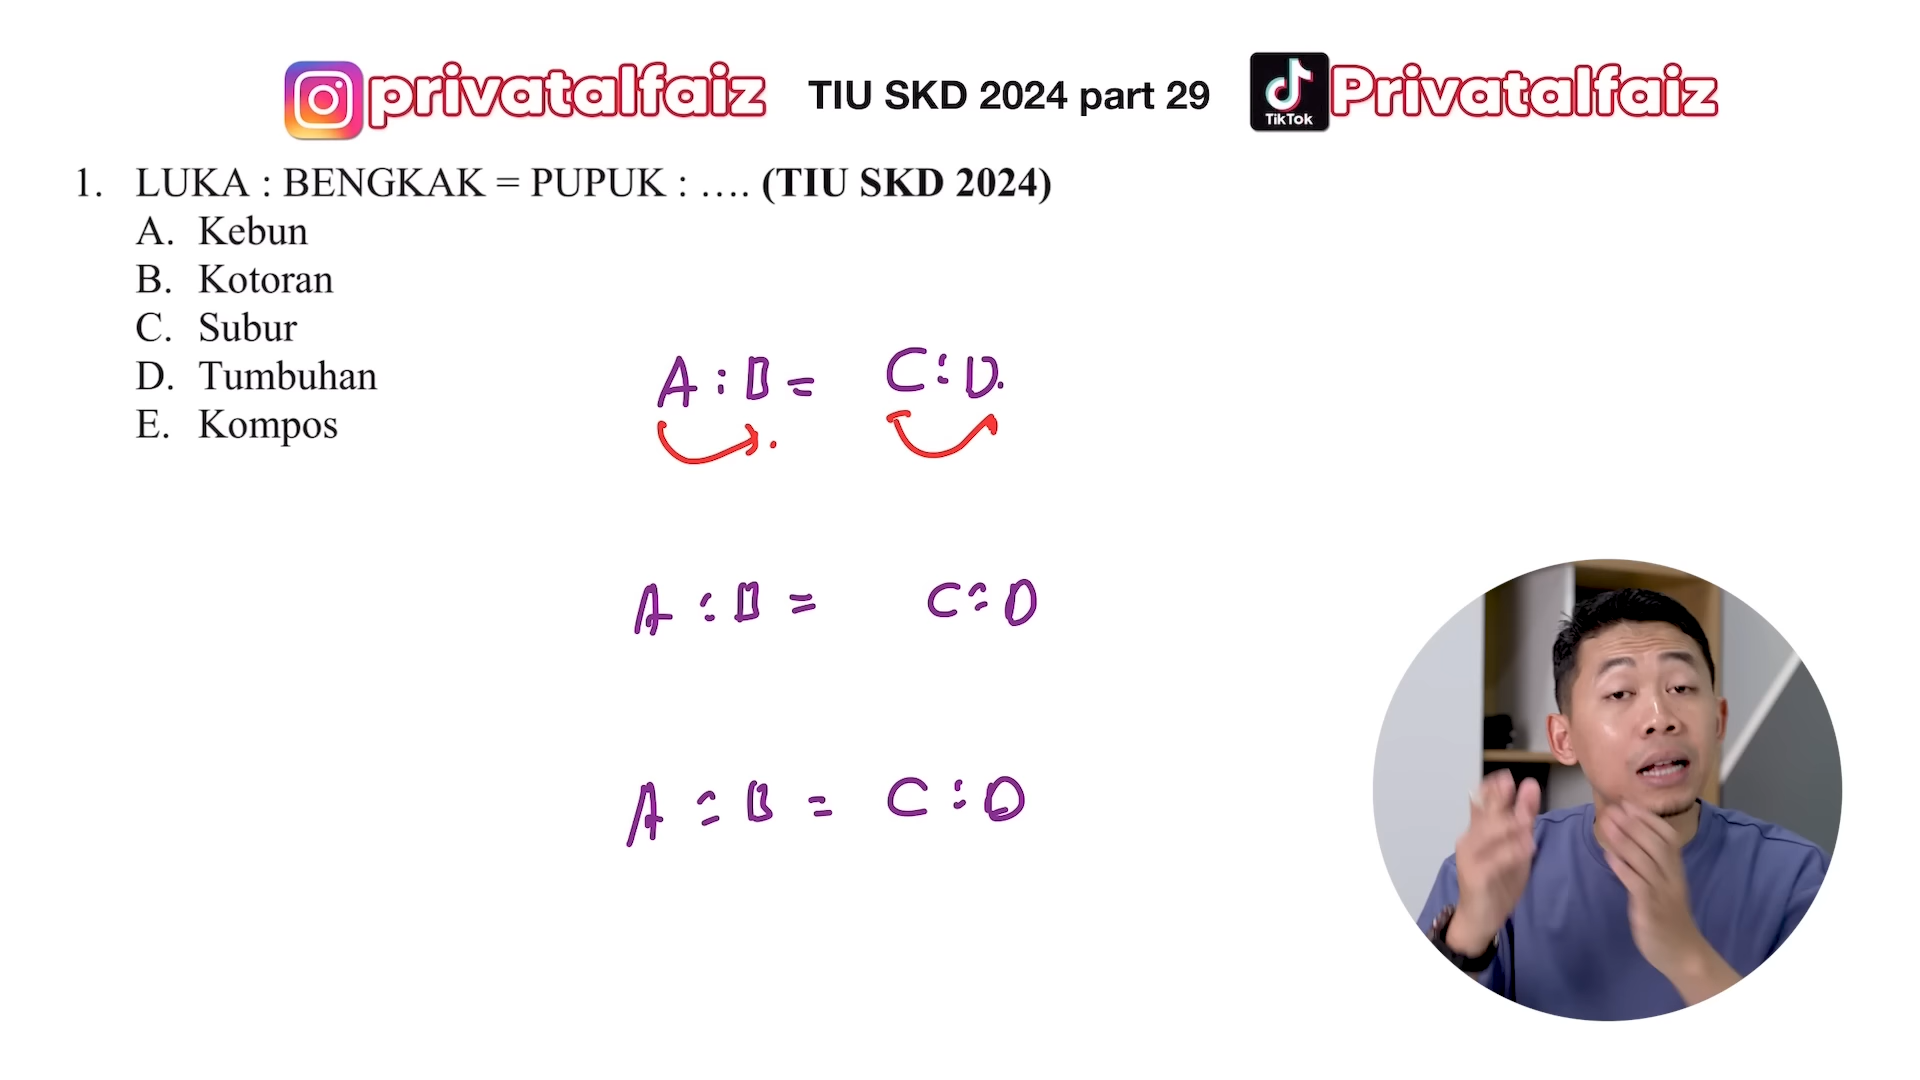 privatalfaiz TIU SKD 2024 part 29 TikTok Privatalfaiz
1. LUKA : BENGKAK = PUPUK : .... (TIU SKD 2024)
A. Kebun
B. Kotoran
C. Subur
D. Tumbuhan
E. Kompos
A : B = C : D.
A : B = C : D
A : B = C : D